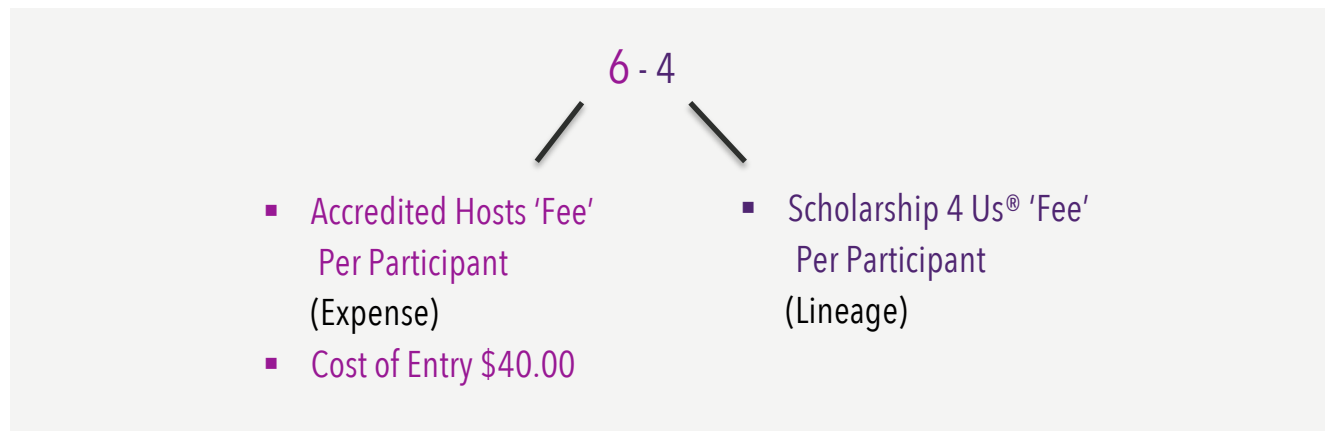 6 - 4
▪ Accredited Hosts ‘Fee’
Per Participant
(Expense)
▪ Cost of Entry $40.00
▪ Scholarship 4 Us® ‘Fee’
Per Participant
(Lineage)